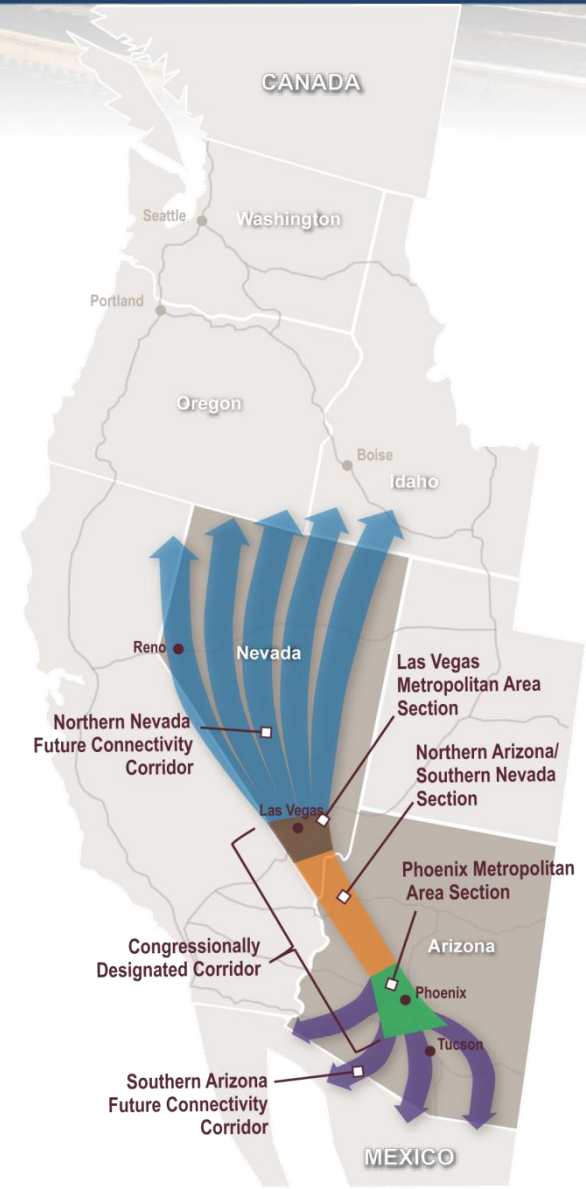 CANADA
Seattle
Washington
Portland
Oregon
Boise
Idaho
Reno
Nevada
Las Vegas
Metropolitan Area
Section
Northern Nevada
Future Connectivity
Corridor
Northern Arizona/
Southern Nevada
Section
Las Vegas
Phoenix Metropolitan
Area Section
Congressionally
Designated Corridor
Arizona
Phoenix
Tucson
Southern Arizona
Future Connectivity
Corridor
MEXICO